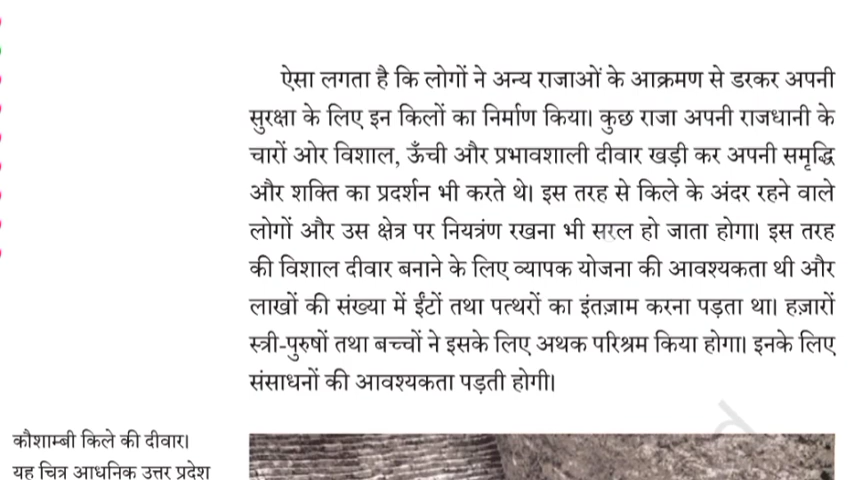 ऐसा लगता है कि लोगों ने अन्य राजाओं के आक्रमण से डरकर अपनी
सुरक्षा के लिए इन किलों का निर्माण किया। कुछ राजा अपनी राजधानी के
चारों ओर विशाल, ऊँची और प्रभावशाली दीवार खड़ी कर अपनी समृद्धि
और शक्ति का प्रदर्शन भी करते थे। इस तरह से किले के अंदर रहने वाले
लोगों और उस क्षेत्र पर नियत्रंण रखना भी सरल हो जाता होगा। इस तरह
की विशाल दीवार बनाने के लिए व्यापक योजना की आवश्यकता थी और
लाखों की संख्या में ईंटों तथा पत्थरों का इंतज़ाम करना पड़ता था। हज़ारों
स्त्री-पुरुषों तथा बच्चों ने इसके लिए अथक परिश्रम किया होगा। इनके लिए
संसाधनों की आवश्यकता पड़ती होगी।
कौशाम्बी किले की दीवार।
यह चित्र आधुनिक उत्तर प्रदेश